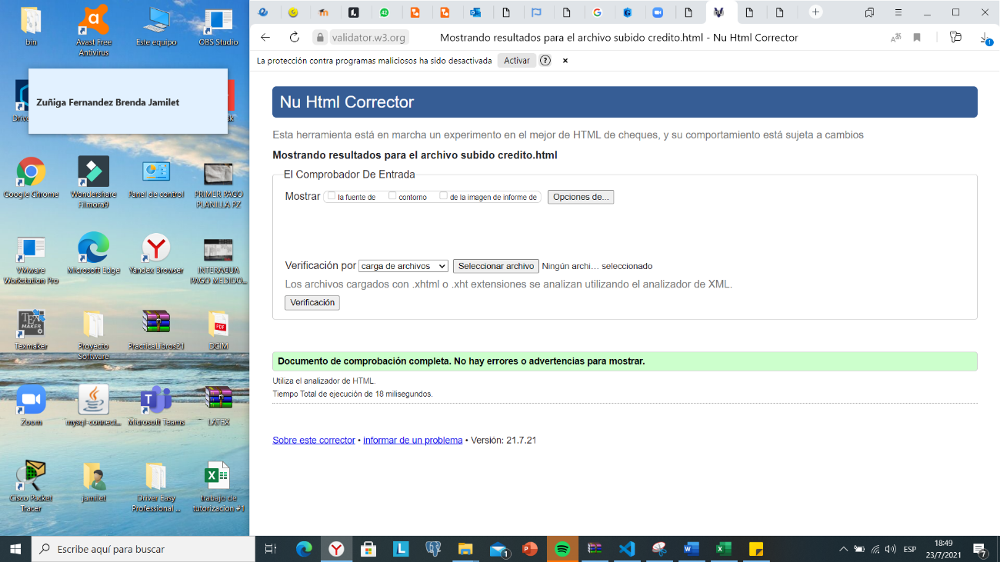 bin
Avast Free
Antivirus
Este equipo
OBS Studio
Zuñiga Fernandez Brenda Jamilet
Google Chrome
Wondershare
Filmora9
Panel de control
PRIMER PAGO
PLANILLA PZ
VMware
Workstation Pro
Microsoft Edge
Yandex Browser
INTERAGUA
PAGO MEDIDO...
Texmaker
Proyecto
Software
PracticaLibros21
DCIM
Zoom
mysql-connect...
Microsoft Teams
LATEX
Cisco Packet
Tracer
jamilet
Driver Easy
Professional ...
trabajo de
tutorizacion #1
validator.w3.org
Mostrando resultados para el archivo subido credito.html - Nu Html Corrector
La protección contra programas maliciosos ha sido desactivada
Activar
Nu Html Corrector
Esta herramienta está en marcha un experimento en el mejor de HTML de cheques, y su comportamiento está sujeta a cambios
Mostrando resultados para el archivo subido credito.html
El Comprobador De Entrada
Mostrar la fuente de contorno de la imagen de informe de Opciones de...
Verificación por carga de archivos Seleccionar archivo Ningún archi... seleccionado
Los archivos cargados con .xhtml o .xht extensiones se analizan utilizando el analizador de XML.
Verificación
Documento de comprobación completa. No hay errores o advertencias para mostrar.
Utiliza el analizador de HTML.
Tiempo Total de ejecución de 18 milisegundos.
Sobre este corrector • informar de un problema • Versión: 21.7.21
Escribe aquí para buscar
ESP
18:49
23/7/2021
7